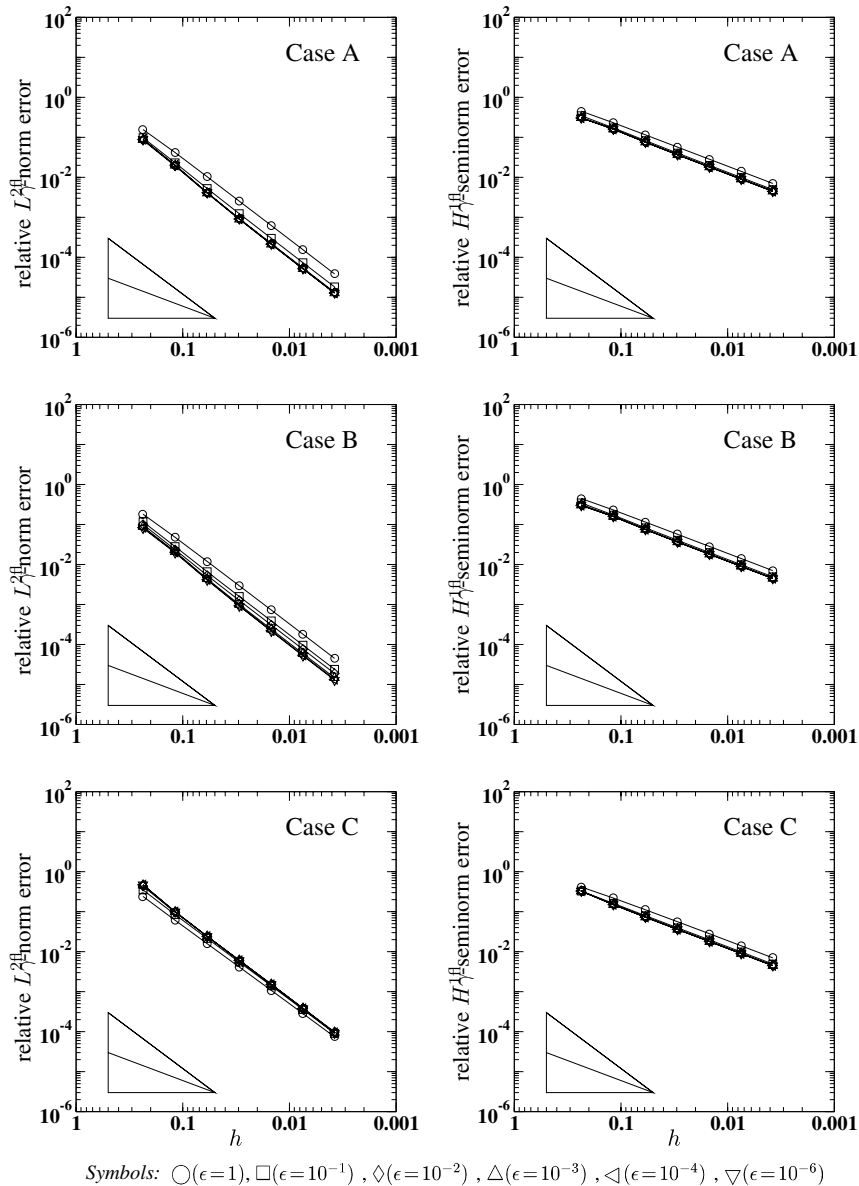 10^2 10^0 10^-2 10^-4 10^-6
relative L^2fl_γ-norm error
Case A
1 0.1 0.01 0.001
10^2 10^0 10^-2 10^-4 10^-6
relative H^1fl_γ-seminorm error
Case A
1 0.1 0.01 0.001
10^2 10^0 10^-2 10^-4 10^-6
relative L^2fl_γ-norm error
Case B
1 0.1 0.01 0.001
10^2 10^0 10^-2 10^-4 10^-6
relative H^1fl_γ-seminorm error
Case B
1 0.1 0.01 0.001
10^2 10^0 10^-2 10^-4 10^-6
relative L^2fl_γ-norm error
Case C
1 0.1 0.01 0.001
h
10^2 10^0 10^-2 10^-4 10^-6
relative H^1fl_γ-seminorm error
Case C
1 0.1 0.01 0.001
h
Symbols: ○(ϵ=1), □(ϵ=10^-1) , ◊(ϵ=10^-2) , △(ϵ=10^-3) , ◁(ϵ=10^-4) , ▽(ϵ=10^-6)